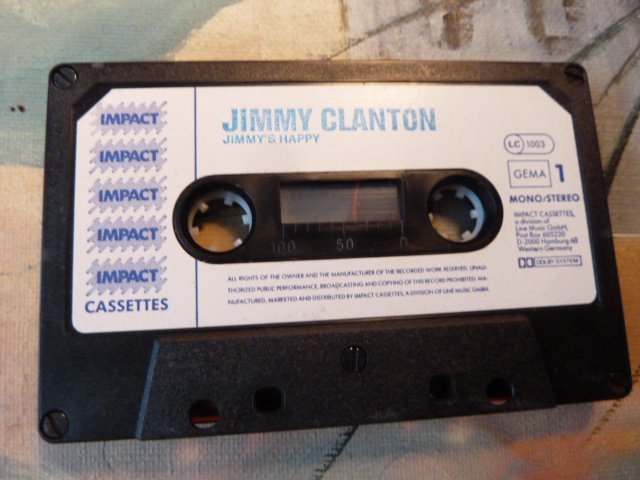 IMPACT
IMPACT
IMPACT
IMPACT
IMPACT
CASSETTES
JIMMY CLANTON
JIMMY'S HAPPY
LC 1003
GEMA 1
MONO/STEREO
IMPACT CASSETTES,
a division of
Line Music GmbH,
Post Box 605220
D-2000 Hamburg 60
Western Germany
DOLBY SYSTEM
100 50 0
ALL RIGHTS OF THE OWNER AND THE MANUFACTURER OF THE RECORDED WORK RESERVED. UNAU-
THORIZED PUBLIC PERFORMANCE, BROADCASTING AND COPYING OF THIS RECORD PROHIBITED. MA-
NUFACTURED, MARKETED AND DISTRIBUTED BY IMPACT CASSETTES, A DIVISION OF LINE MUSIC GMBH.